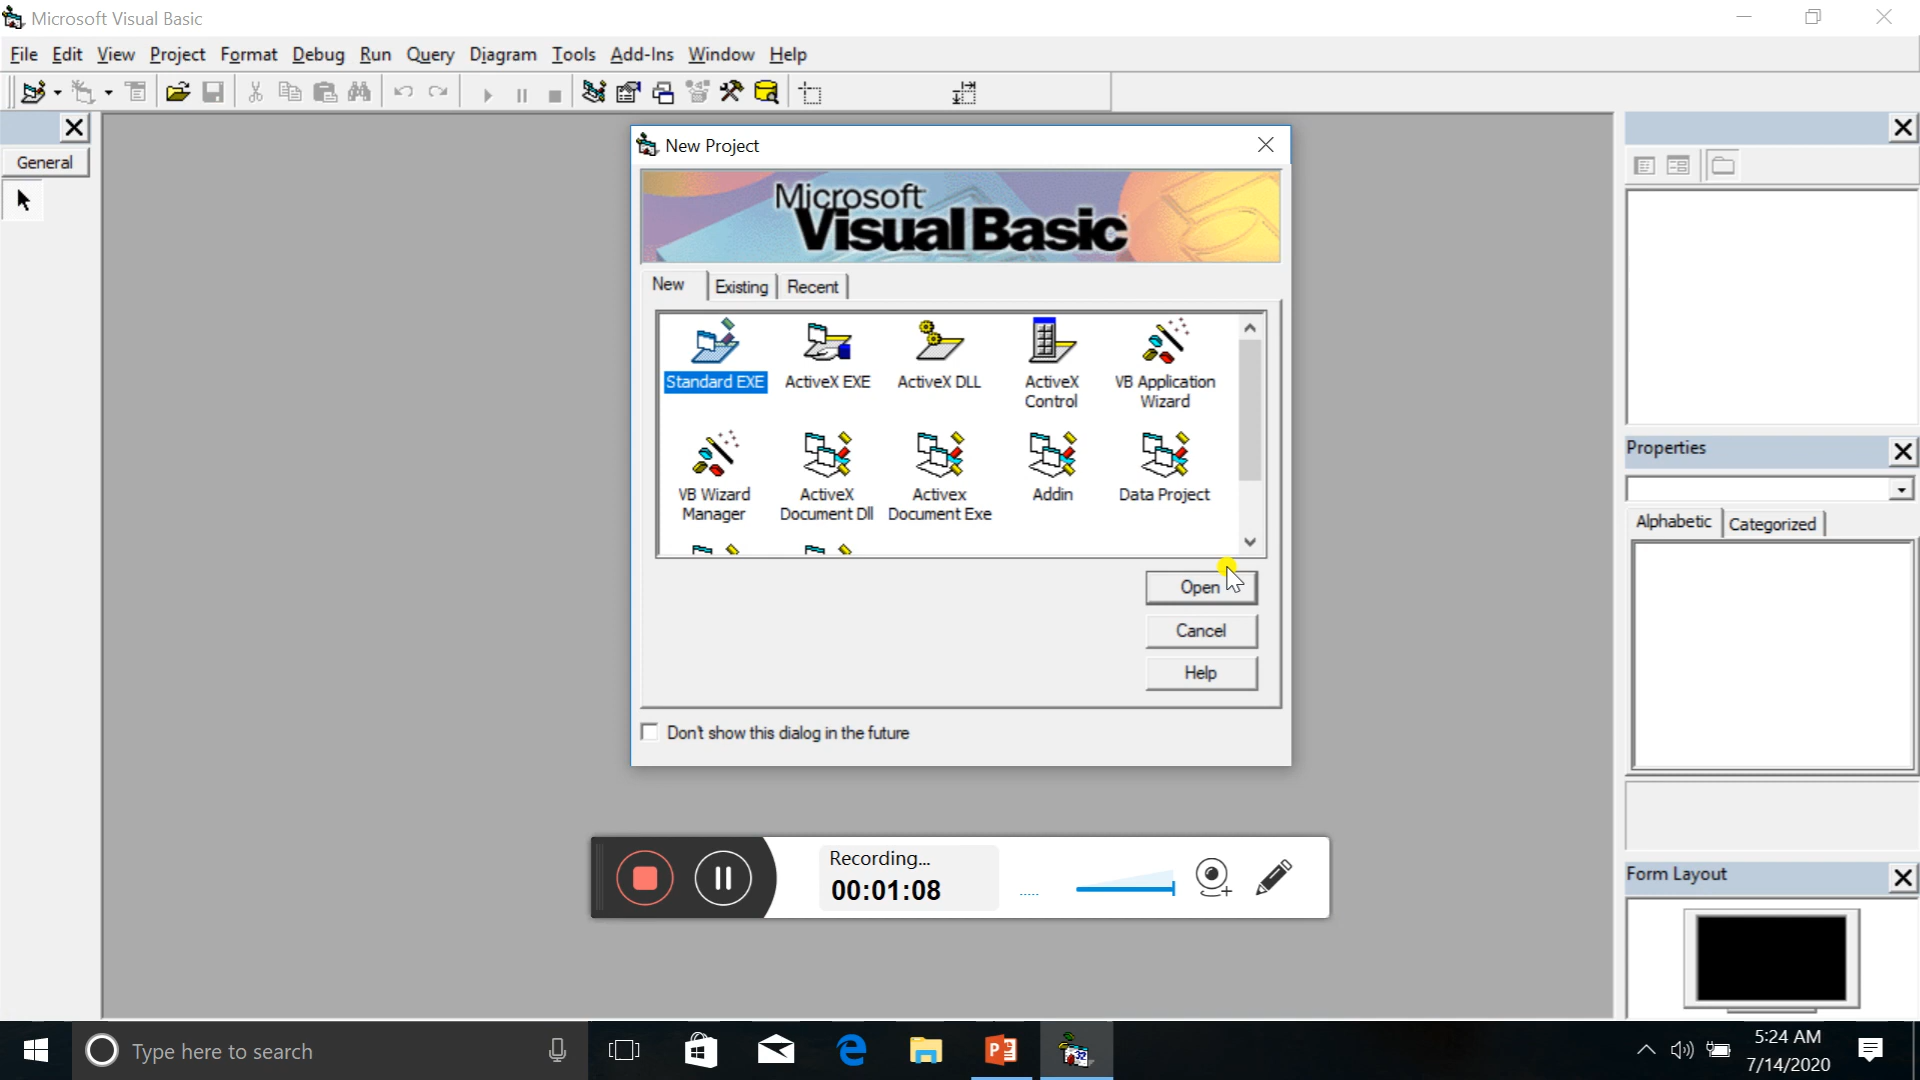 Microsoft Visual Basic
File Edit View Project Format Debug Run Query Diagram Tools Add-Ins Window Help
General
New Project
Microsoft
Visual Basic
New Existing Recent
Standard EXE ActiveX EXE ActiveX DLL ActiveX Control VB Application Wizard
VB Wizard Manager ActiveX Document Dll Activex Document Exe Addin Data Project
Open
Cancel
Help
Don't show this dialog in the future
Properties
Alphabetic Categorized
Form Layout
Recording...
00:01:08
Type here to search
5:24 AM
7/14/2020